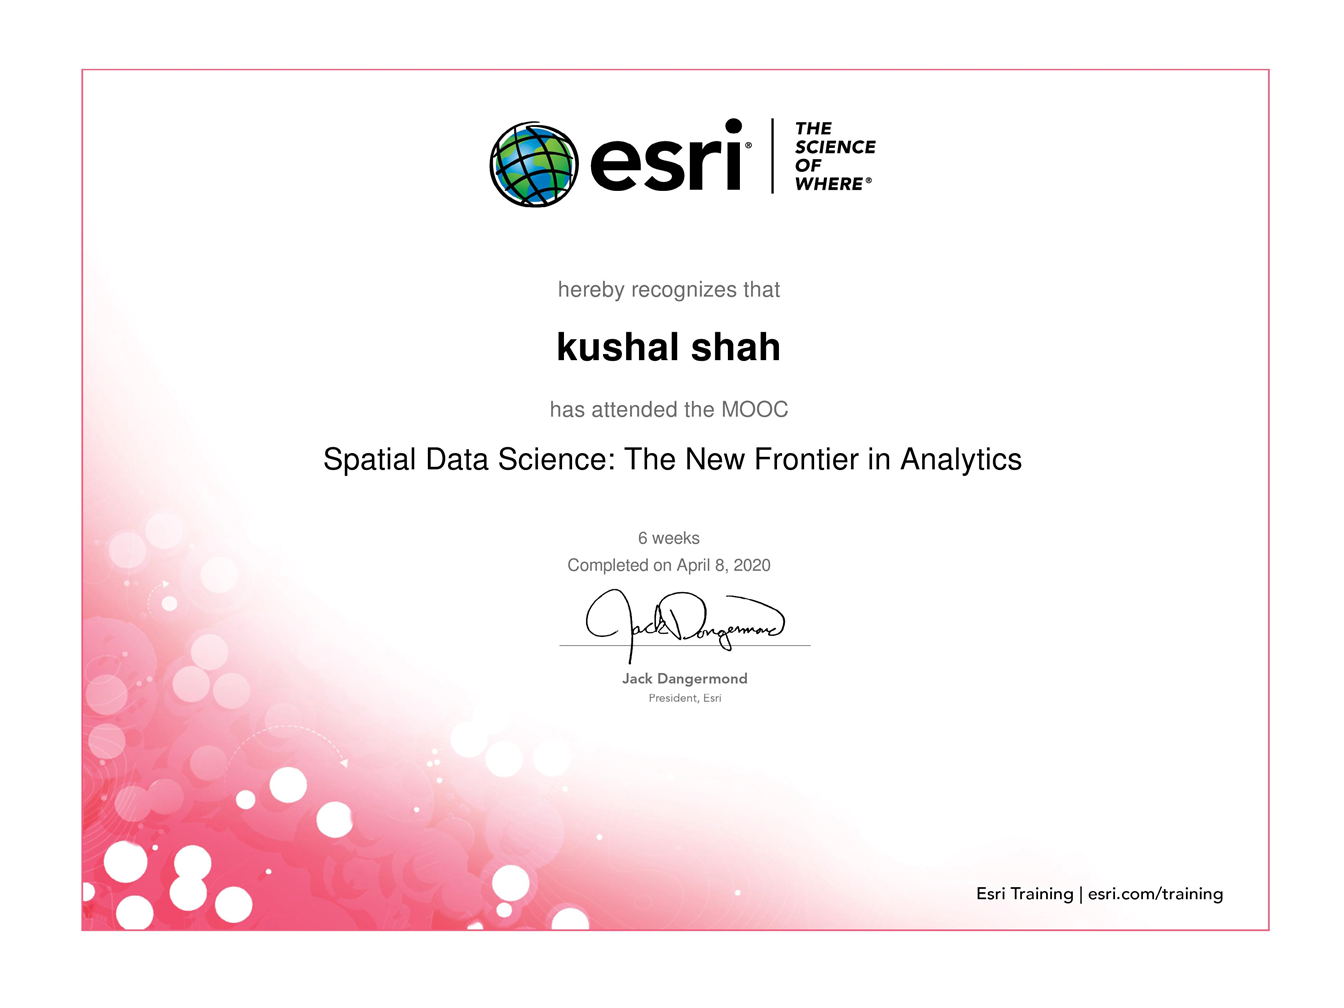 esri®
THE
SCIENCE
OF
WHERE®
hereby recognizes that
kushal shah
has attended the MOOC
Spatial Data Science: The New Frontier in Analytics
6 weeks
Completed on April 8, 2020
Jack Dangermond
Jack Dangermond
President, Esri
Esri Training | esri.com/training